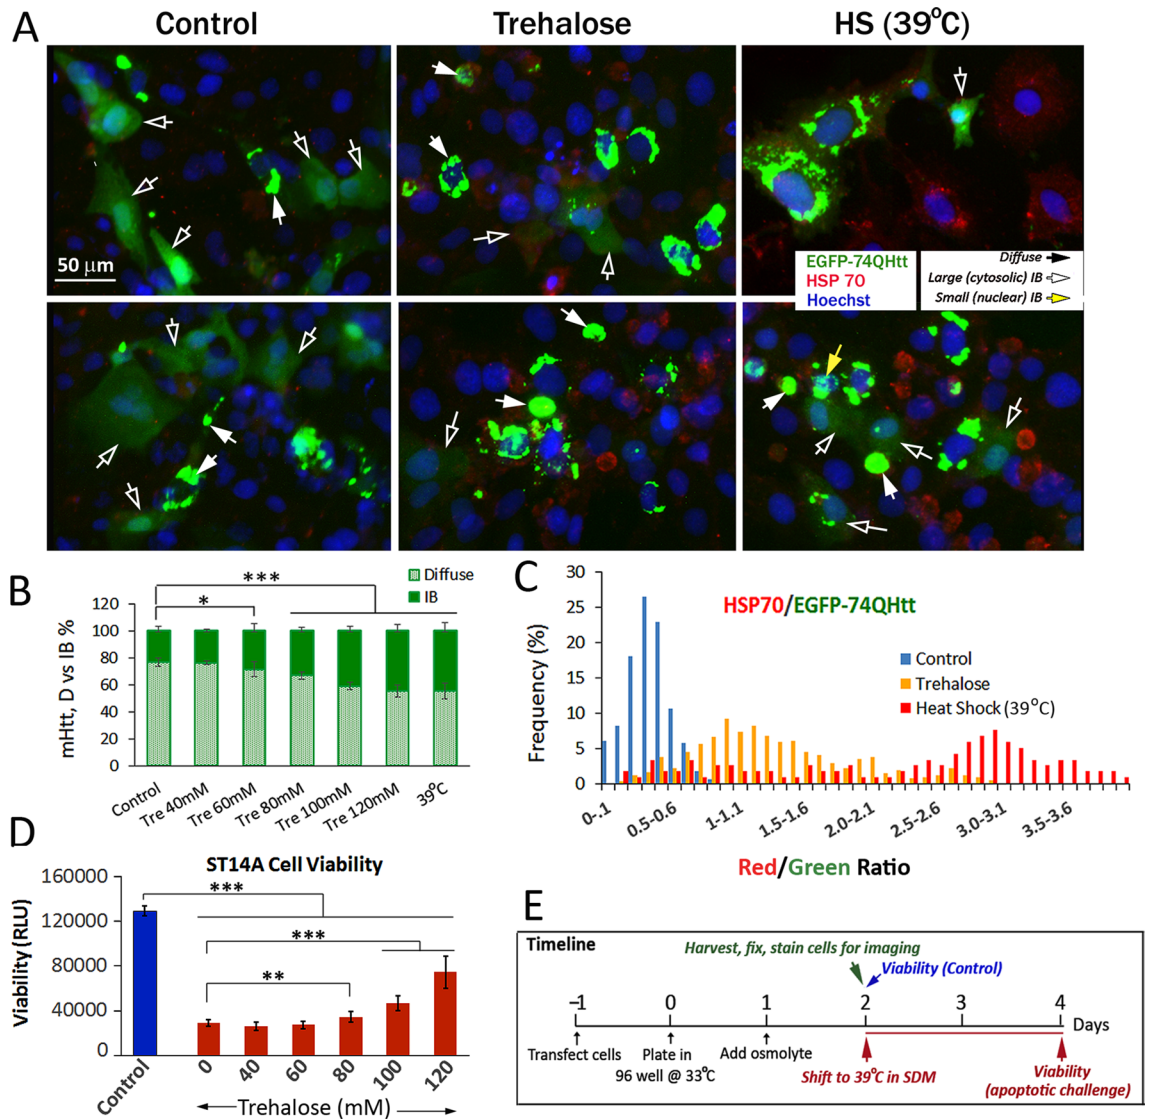 A
Control
Trehalose
HS (39°C)
50 µm
EGFP-74QHtt
HSP 70
Hoechst
Diffuse
Large (cytosolic) IB
Small (nuclear) IB
B
***
*
Diffuse
IB
mHtt, D vs IB %
120
100
80
60
40
20
0
Control
Tre 40mM
Tre 60mM
Tre 80mM
Tre 100mM
Tre 120mM
39°C
C
HSP70/EGFP-74QHtt
Control
Trehalose
Heat Shock (39°C)
Frequency (%)
30
25
20
15
10
5
0
0-.1
0.5-0.6
1-1.1
1.5-1.6
2.0-2.1
2.5-2.6
3.0-3.1
3.5-3.6
Red/Green Ratio
D
ST14A Cell Viability
Viability (RLU)
160000
120000
80000
40000
0
***
***
**
Control
0
40
60
80
100
120
Trehalose (mM)
E
Timeline
Harvest, fix, stain cells for imaging
Viability (Control)
–1
0
1
2
3
4
Days
Transfect cells
Plate in
96 well @ 33°C
Add osmolyte
Shift to 39°C in SDM
Viability
(apoptotic challenge)